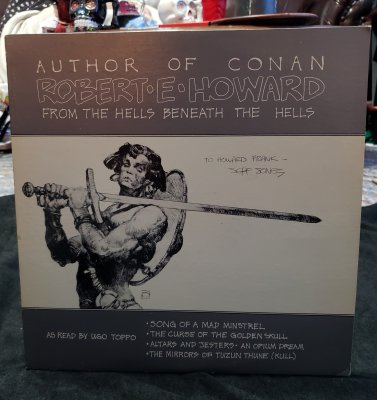 AUTHOR OF CONAN
ROBERT·E·HOWARD
FROM THE HELLS BENEATH THE HELLS
TO HOWARD FRANK –
JEFF JONES
AS READ BY UGO TOPPO
·SONG OF A MAD MINSTREL
·THE CURSE OF THE GOLDEN SKULL
·ALTARS AND JESTERS · AN OPIUM DREAM
·THE MIRRORS OF TUZUN THUNE (KULL)